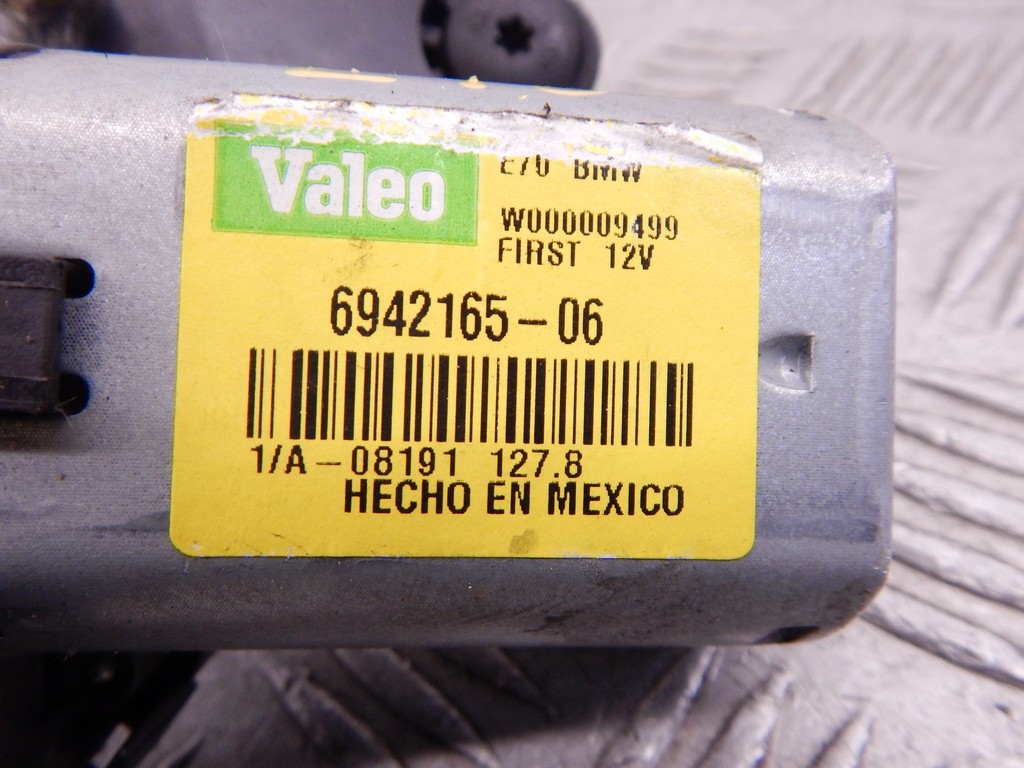 Valeo
E70 BMW
W000009499
FIRST 12V
6942165-06
1/A-08191 127.8
HECHO EN MEXICO